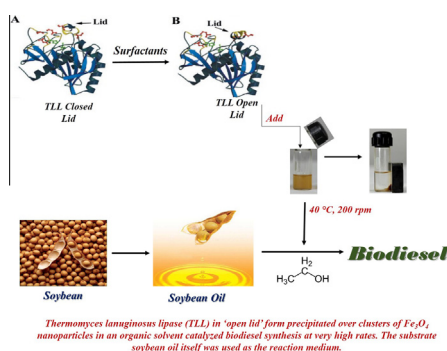 A
Lid
B
Lid
Surfactants
TLL Closed
Lid
TLL Open
Lid
Add
40 °C, 200 rpm
Soybean
Soybean Oil
H₃C
H₂
C
OH
Biodiesel
Thermomyces lanuginosus lipase (TLL) in 'open lid' form precipitated over clusters of Fe₃O₄
nanoparticles in an organic solvent catalyzed biodiesel synthesis at very high rates. The substrate
soybean oil itself was used as the reaction medium.